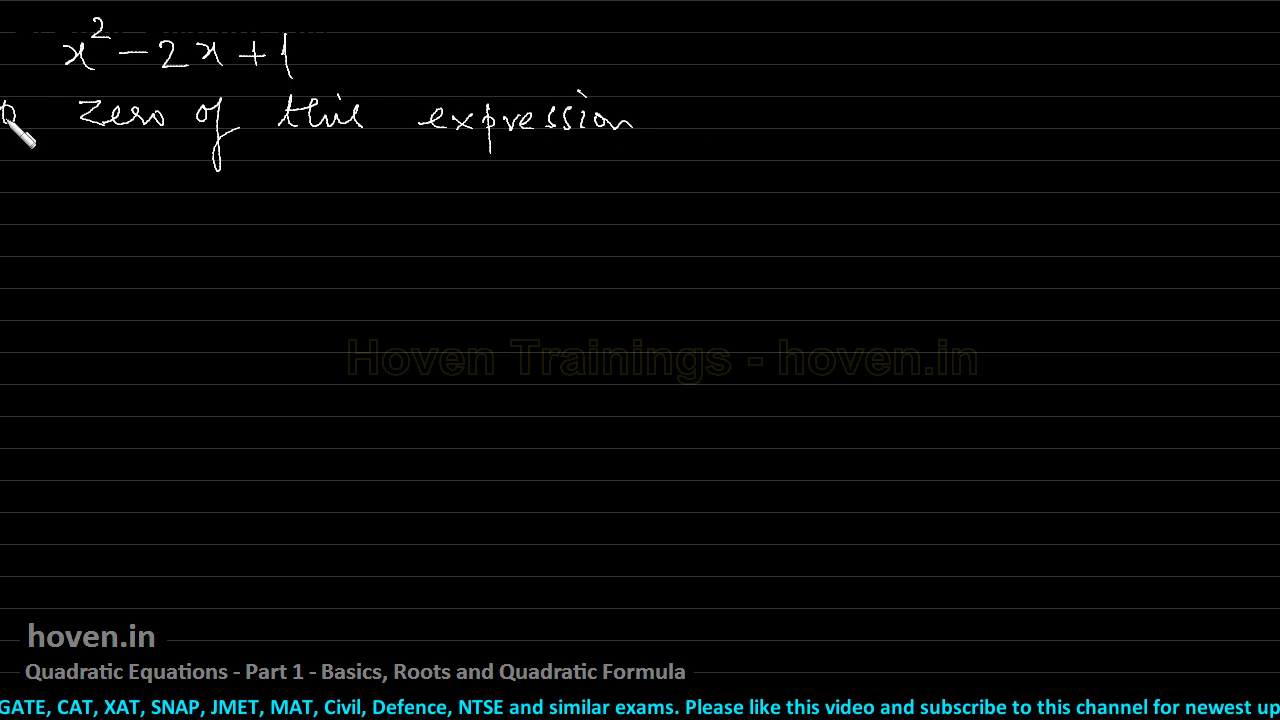 x² - 2x + 1
zero of this expression
Hoven Trainings - hoven.in
hoven.in
Quadratic Equations - Part 1 - Basics, Roots and Quadratic Formula
GATE, CAT, XAT, SNAP, JMET, MAT, Civil, Defence, NTSE and similar exams. Please like this video and subscribe to this channel for newest up